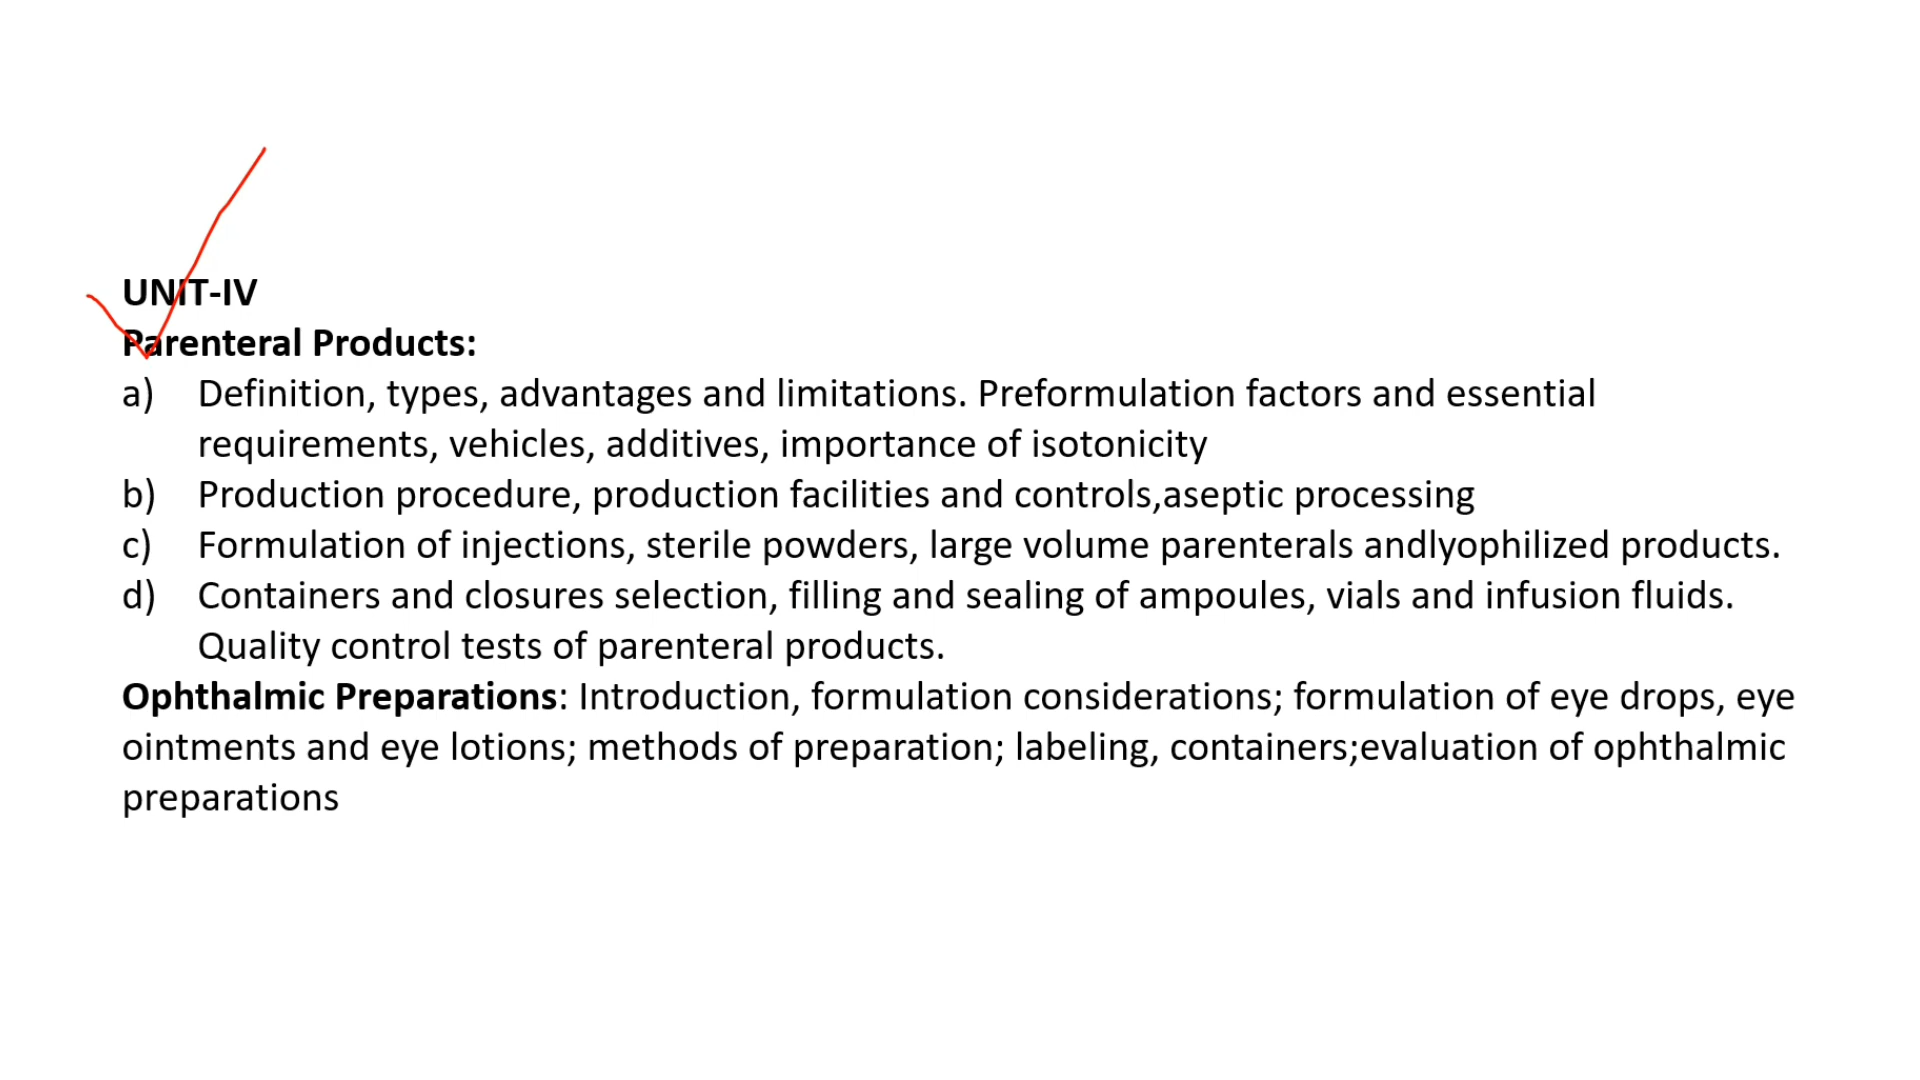 UNIT-IV
Parenteral Products:
a) Definition, types, advantages and limitations. Preformulation factors and essential
requirements, vehicles, additives, importance of isotonicity
b) Production procedure, production facilities and controls,aseptic processing
c) Formulation of injections, sterile powders, large volume parenterals andlyophilized products.
d) Containers and closures selection, filling and sealing of ampoules, vials and infusion fluids.
Quality control tests of parenteral products.
Ophthalmic Preparations: Introduction, formulation considerations; formulation of eye drops, eye
ointments and eye lotions; methods of preparation; labeling, containers;evaluation of ophthalmic
preparations